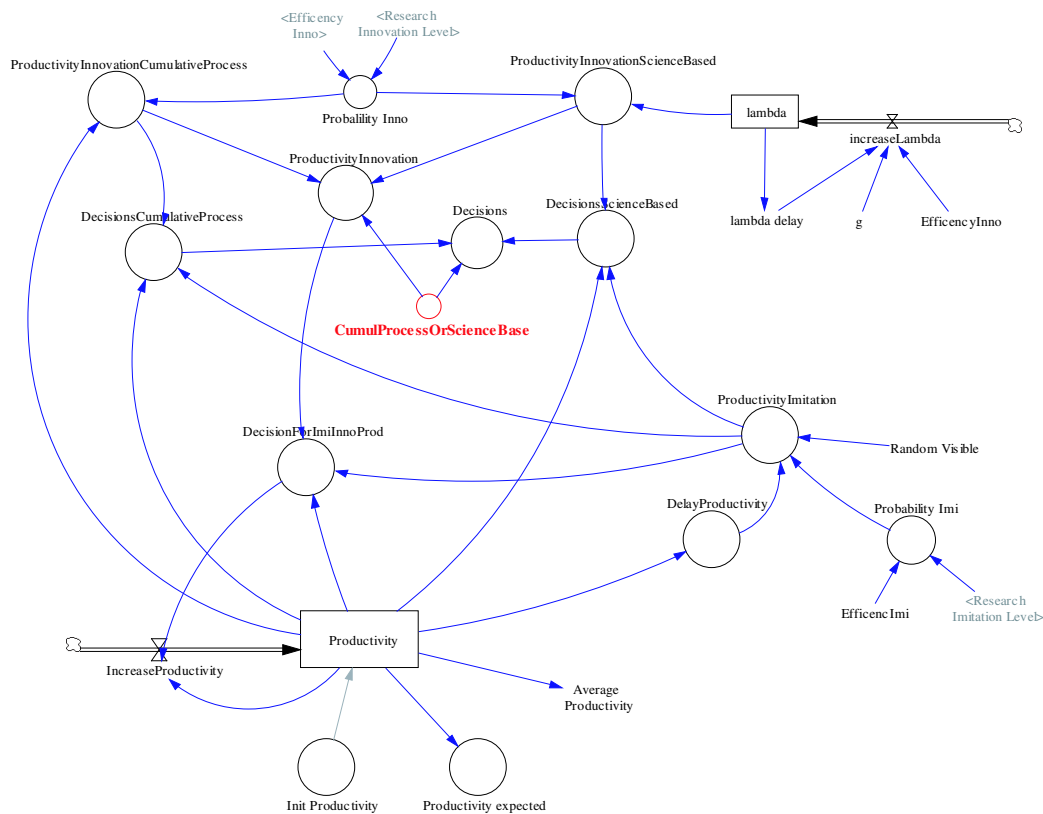 <Efficency
Inno>
<Research
Innovation Level>
ProductivityInnovationCumulativeProcess
ProductivityInnovationScienceBased
Probalility Inno
lambda
increaseLambda
ProductivityInnovation
DecisionsCumulativeProcess
Decisions
DecisionsScienceBased
lambda delay
g
EfficencyInno
CumulProcessOrScienceBase
ProductivityImitation
DecisionForImiInnoProd
Random Visible
DelayProductivity
Probability Imi
EfficencImi
<Research
Imitation Level>
Productivity
IncreaseProductivity
Average
Productivity
Init Productivity
Productivity expected